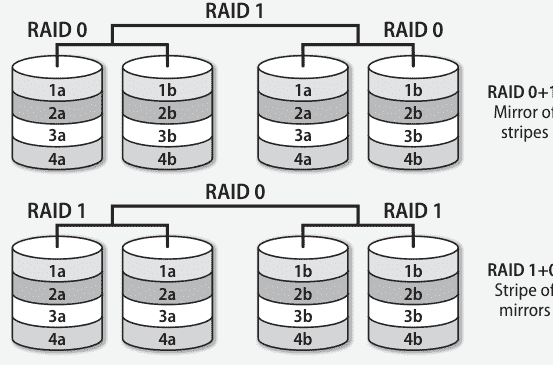 RAID 1
RAID 0 RAID 0
1a 1b 1a 1b
2a 2b 2a 2b
3a 3b 3a 3b
4a 4b 4a 4b
RAID 0+1
Mirror of
stripes
RAID 0
RAID 1 RAID 1
1a 1a 1b 1b
2a 2a 2b 2b
3a 3a 3b 3b
4a 4a 4b 4b
RAID 1+0
Stripe of
mirrors